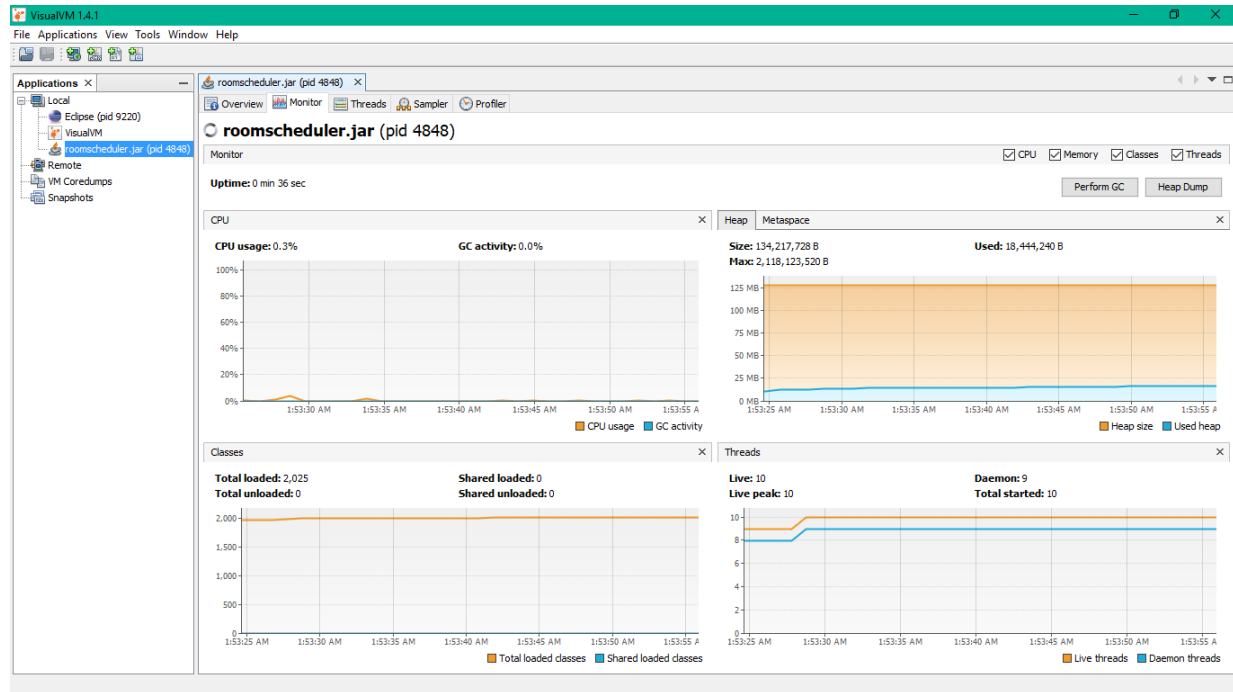 VisualVM 1.4.1
File Applications View Tools Window Help
Applications
roomscheduler.jar (pid 4848)
Local
Eclipse (pid 9220)
VisualVM
roomscheduler.jar (pid 4848)
Remote
VM Coredumps
Snapshots
Overview Monitor Threads Sampler Profiler
roomscheduler.jar (pid 4848)
Monitor
CPU Memory Classes Threads
Uptime: 0 min 36 sec
Perform GC Heap Dump
CPU
CPU usage: 0.3% GC activity: 0.0%
100%
80%
60%
40%
20%
0%
1:53:30 AM 1:53:35 AM 1:53:40 AM 1:53:45 AM 1:53:50 AM 1:53:55 A
CPU usage GC activity
Heap Metaspace
Size: 134,217,728 B Used: 18,444,240 B
Max: 2,118,123,520 B
125 MB
100 MB
75 MB
50 MB
25 MB
0 MB
1:53:25 AM 1:53:30 AM 1:53:35 AM 1:53:40 AM 1:53:45 AM 1:53:50 AM 1:53:55 A
Heap size Used heap
Classes
Total loaded: 2,025 Shared loaded: 0
Total unloaded: 0 Shared unloaded: 0
2,000
1,500
1,000
500
0
1:53:25 AM 1:53:30 AM 1:53:35 AM 1:53:40 AM 1:53:45 AM 1:53:50 AM 1:53:55 A
Total loaded classes Shared loaded classes
Threads
Live: 10 Daemon: 9
Live peak: 10 Total started: 10
10
8
6
4
2
0
1:53:25 AM 1:53:30 AM 1:53:35 AM 1:53:40 AM 1:53:45 AM 1:53:50 AM 1:53:55 A
Live threads Daemon threads